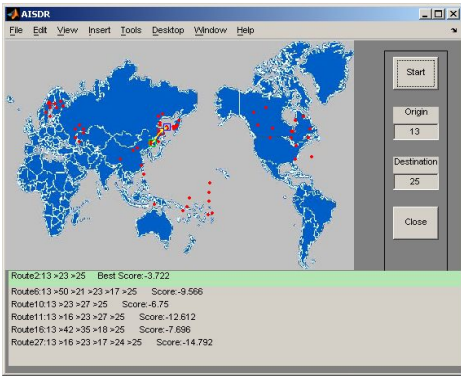 AISDR
File Edit View Insert Tools Desktop Window Help
Start
Origin
13
Destination
25
Close
Route2:13 >23 >25 Best Score:-3.722
Route6:13 >50 >21 >23 >17 >25 Score:-9.566
Route10:13 >23 >27 >25 Score:-6.75
Route11:13 >16 >23 >27 >25 Score:-12.612
Route16:13 >42 >35 >18 >25 Score:-7.696
Route27:13 >16 >23 >17 >24 >25 Score:-14.792